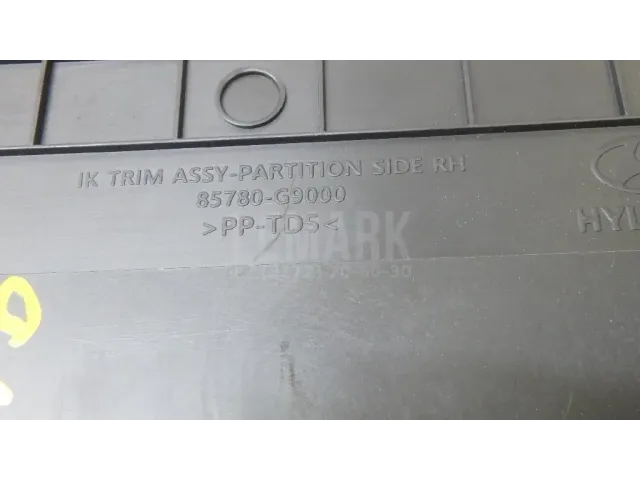 IK TRIM ASSY-PARTITION SIDE RH
85780-G9000
>PP-TD5<